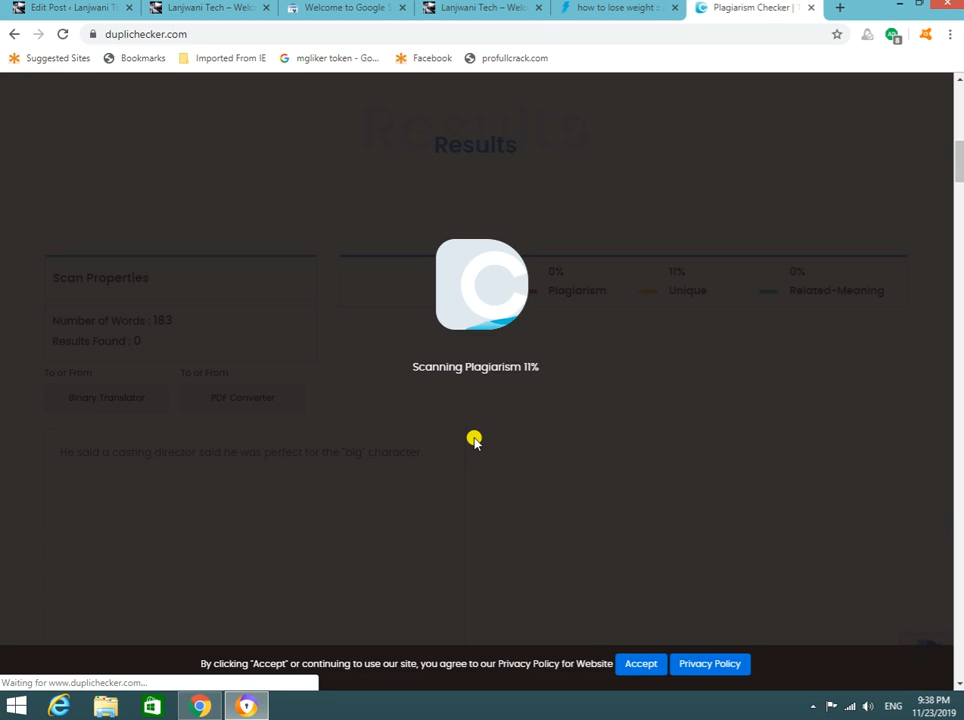 Edit Post ‹ Lanjwani T
Lanjwani Tech – Welco
Welcome to Google S
Lanjwani Tech – Welco
how to lose weight :: a
Plagiarism Checker | 1
duplichecker.com
Suggested Sites
Bookmarks
Imported From IE
mgliker token - Go...
Facebook
profullcrack.com
Results
Results
Scan Properties
Number of Words : 183
Results Found : 0
0%
Plagiarism
11%
Unique
0%
Related-Meaning
To or From
To or From
Binary Translator
PDF Converter
Scanning Plagiarism 11%
He said a casting director said he was perfect for the "big" character.
By clicking "Accept" or continuing to use our site, you agree to our Privacy Policy for Website
Accept
Privacy Policy
Waiting for www.duplichecker.com...
ENG
9:38 PM
11/23/2019